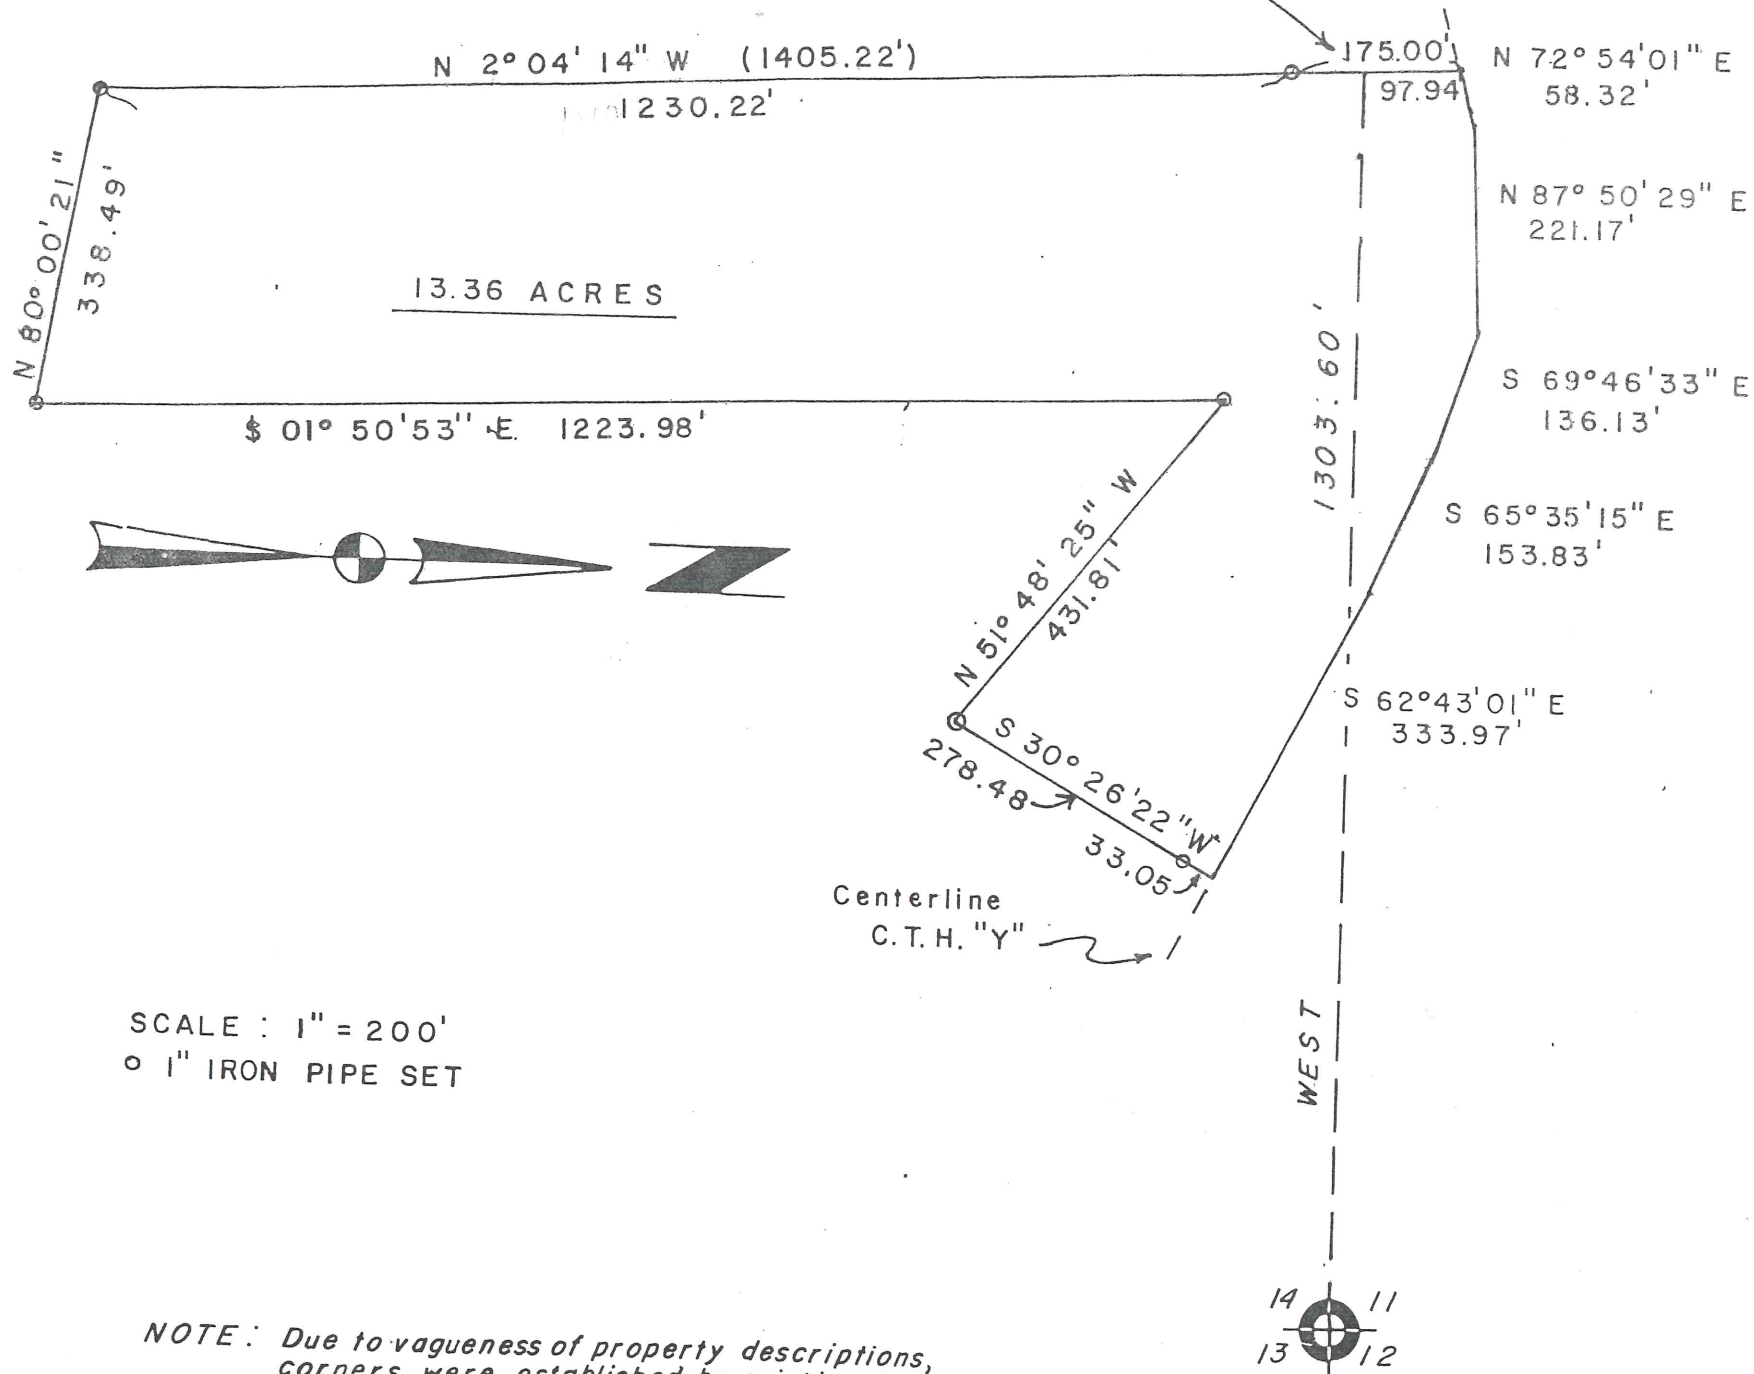 N 2° 04' 14" W (1405.22')
1230.22'
175.00'
97.94
N 72° 54'01" E
58.32'
N 87° 50' 29" E
221.17'
S 69°46'33" E
136.13'
S 65°35'15" E
153.83'
S 62°43'01" E
333.97'
N 80° 00' 21"
338.49'
13.36 ACRES
S 01° 50'53" E. 1223.98'
1303.60'
N 51° 48' 25" W
431.81'
S 30° 26'22" W
278.48
33.05
Centerline
C.T.H. "Y"
SCALE : 1" = 200'
o 1" IRON PIPE SET
WEST
14 11
13 12
NOTE: Due to vagueness of property descriptions,
corners were established